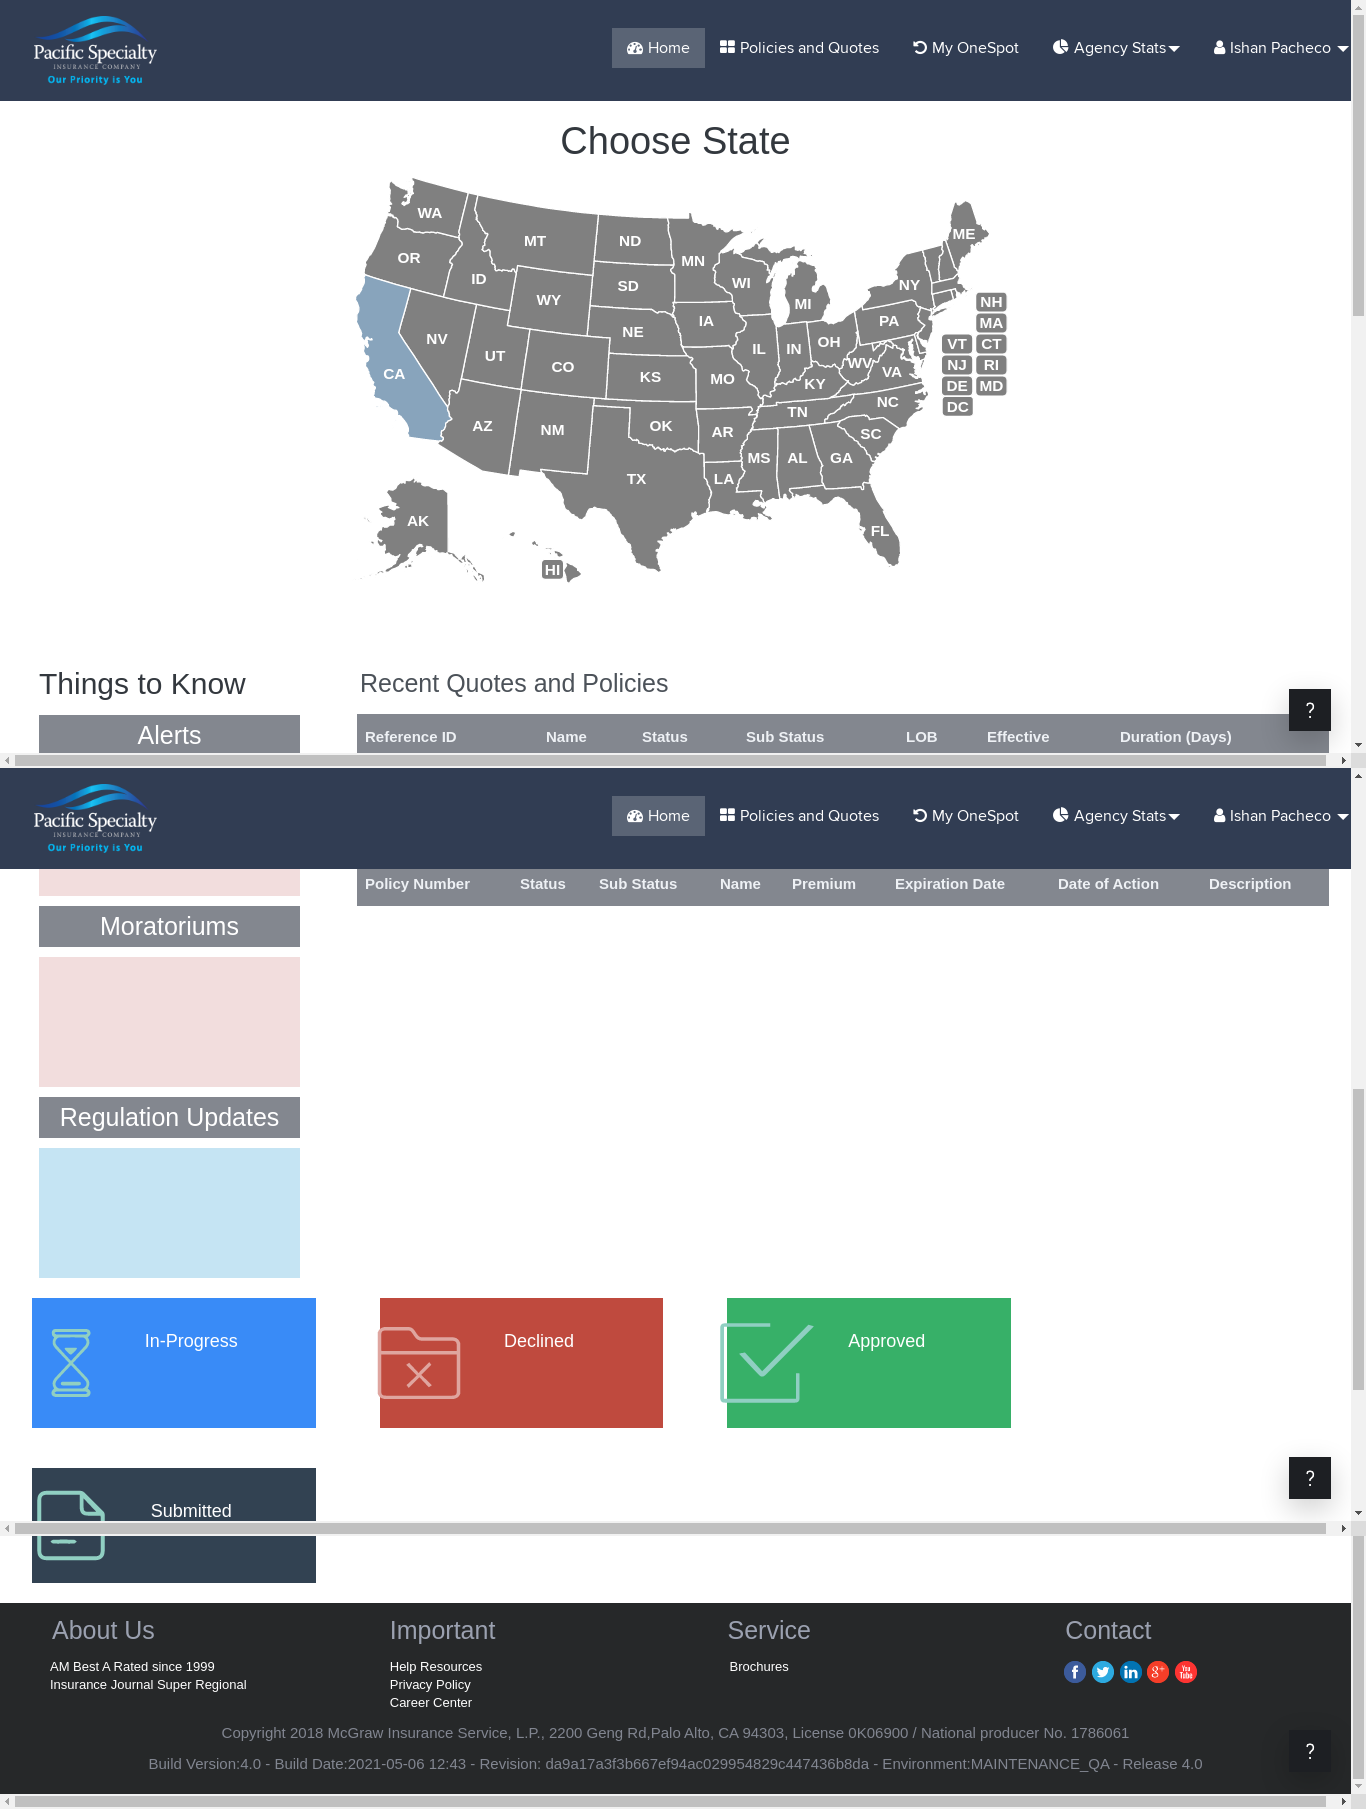 Pacific Specialty
INSURANCE COMPANY
Our Priority is You
Home
Policies and Quotes
My OneSpot
Agency Stats
Ishan Pacheco
Choose State
WA
OR
CA
NV
ID
MT
WY
UT
AZ
CO
NM
ND
SD
NE
KS
OK
TX
MN
IA
MO
AR
LA
WI
IL
MI
IN
OH
KY
TN
MS
AL
GA
FL
SC
NC
VA
WV
PA
NY
ME
NH
MA
VT
CT
NJ
RI
DE
MD
DC
AK
HI
Things to Know
Recent Quotes and Policies
Alerts
Reference ID
Name
Status
Sub Status
LOB
Effective
Duration (Days)
?
Pacific Specialty
INSURANCE COMPANY
Our Priority is You
Home
Policies and Quotes
My OneSpot
Agency Stats
Ishan Pacheco
Policy Number
Status
Sub Status
Name
Premium
Expiration Date
Date of Action
Description
Moratoriums
Regulation Updates
In-Progress
Declined
Approved
?
Submitted
About Us
Important
Service
Contact
AM Best A Rated since 1999
Insurance Journal Super Regional
Help Resources
Privacy Policy
Career Center
Brochures
f
in
g+
You Tube
Copyright 2018 McGraw Insurance Service, L.P., 2200 Geng Rd,Palo Alto, CA 94303, License 0K06900 / National producer No. 1786061
?
Build Version:4.0 - Build Date:2021-05-06 12:43 - Revision: da9a17a3f3b667ef94ac029954829c447436b8da - Environment:MAINTENANCE_QA - Release 4.0